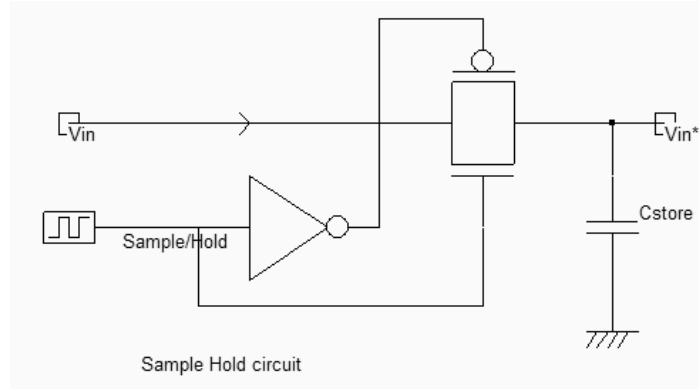 Vin
Vin*
Cstore
Sample/Hold
Sample Hold circuit